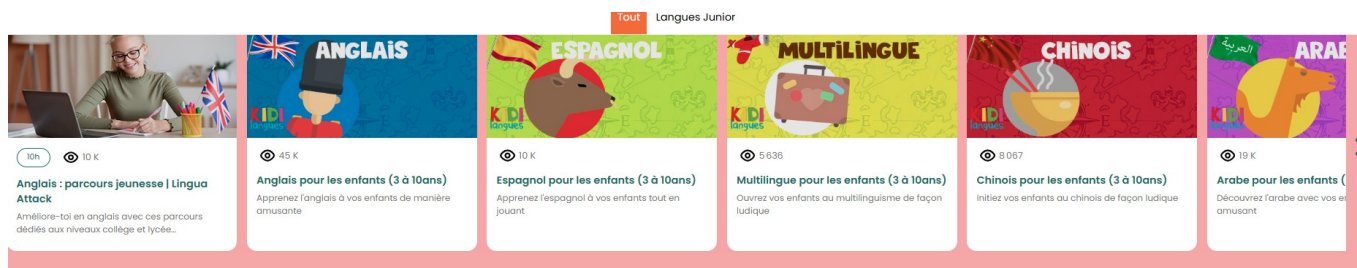 Tout Langues Junior
ANGLAiS
KIDI
langues
ESPAGNOL
KIDI
langues
MULTiLiNGUE
KIDI
langues
CHiNOiS
KIDI
langues
العربية
ARAE
KIDI
langues
10h 10 K
Anglais : parcours jeunesse | Lingua
Attack
Améliore-toi en anglais avec ces parcours
dédiés aux niveaux collège et lycée...
45 K
Anglais pour les enfants (3 à 10ans)
Apprenez l'anglais à vos enfants de manière
amusante
10 K
Espagnol pour les enfants (3 à 10ans)
Apprenez l'espagnol à vos enfants tout en
jouant
5 636
Multilingue pour les enfants (3 à 10ans)
Ouvrez vos enfants au multilinguisme de façon
ludique
8 067
Chinois pour les enfants (3 à 10ans)
Initiez vos enfants au chinois de façon ludique
19 K
Arabe pour les enfants (
Découvrez l'arabe avec vos e
amusant